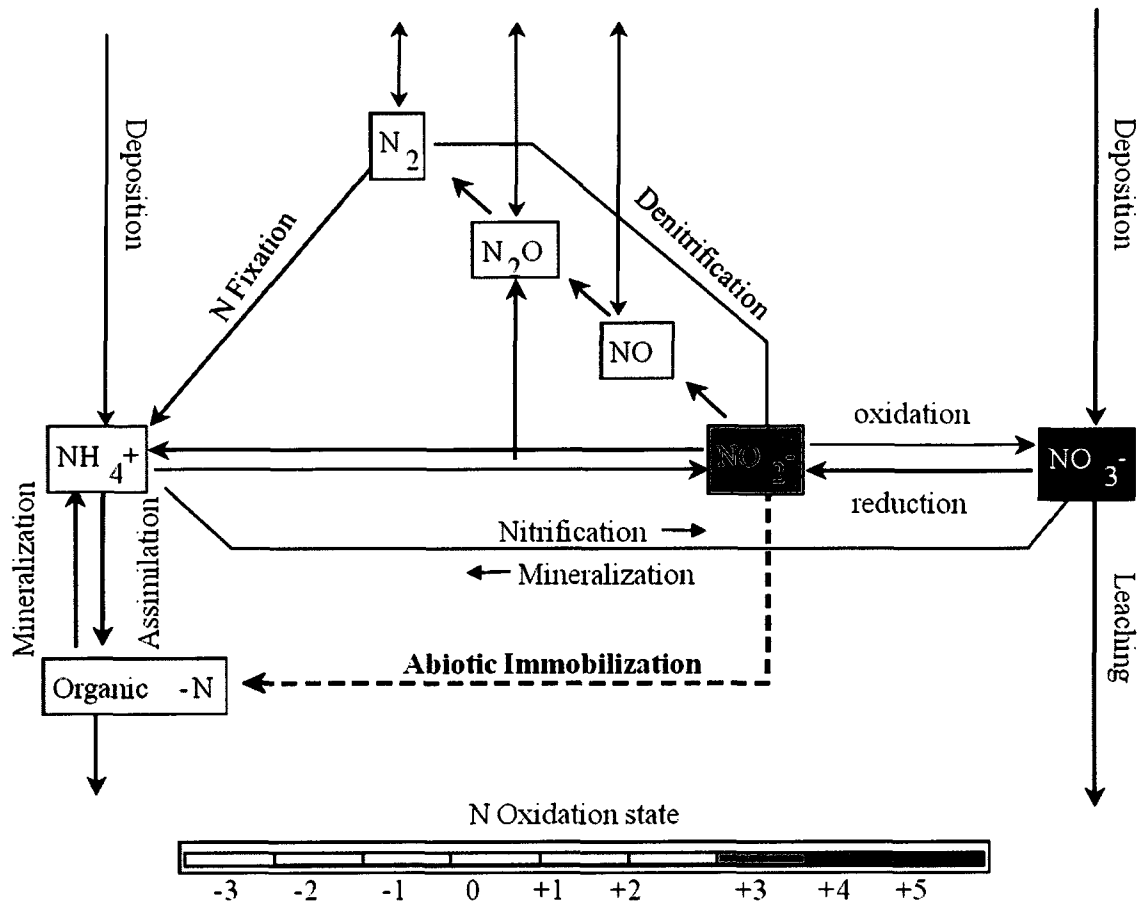 Deposition
Deposition
N2
N Fixation
Denitrification
N2O
NO
NH4+
NO2-
oxidation
NO3-
reduction
Mineralization
Assimilation
Nitrification
Mineralization
Leaching
Abiotic Immobilization
Organic -N
N Oxidation state
-3 -2 -1 0 +1 +2 +3 +4 +5